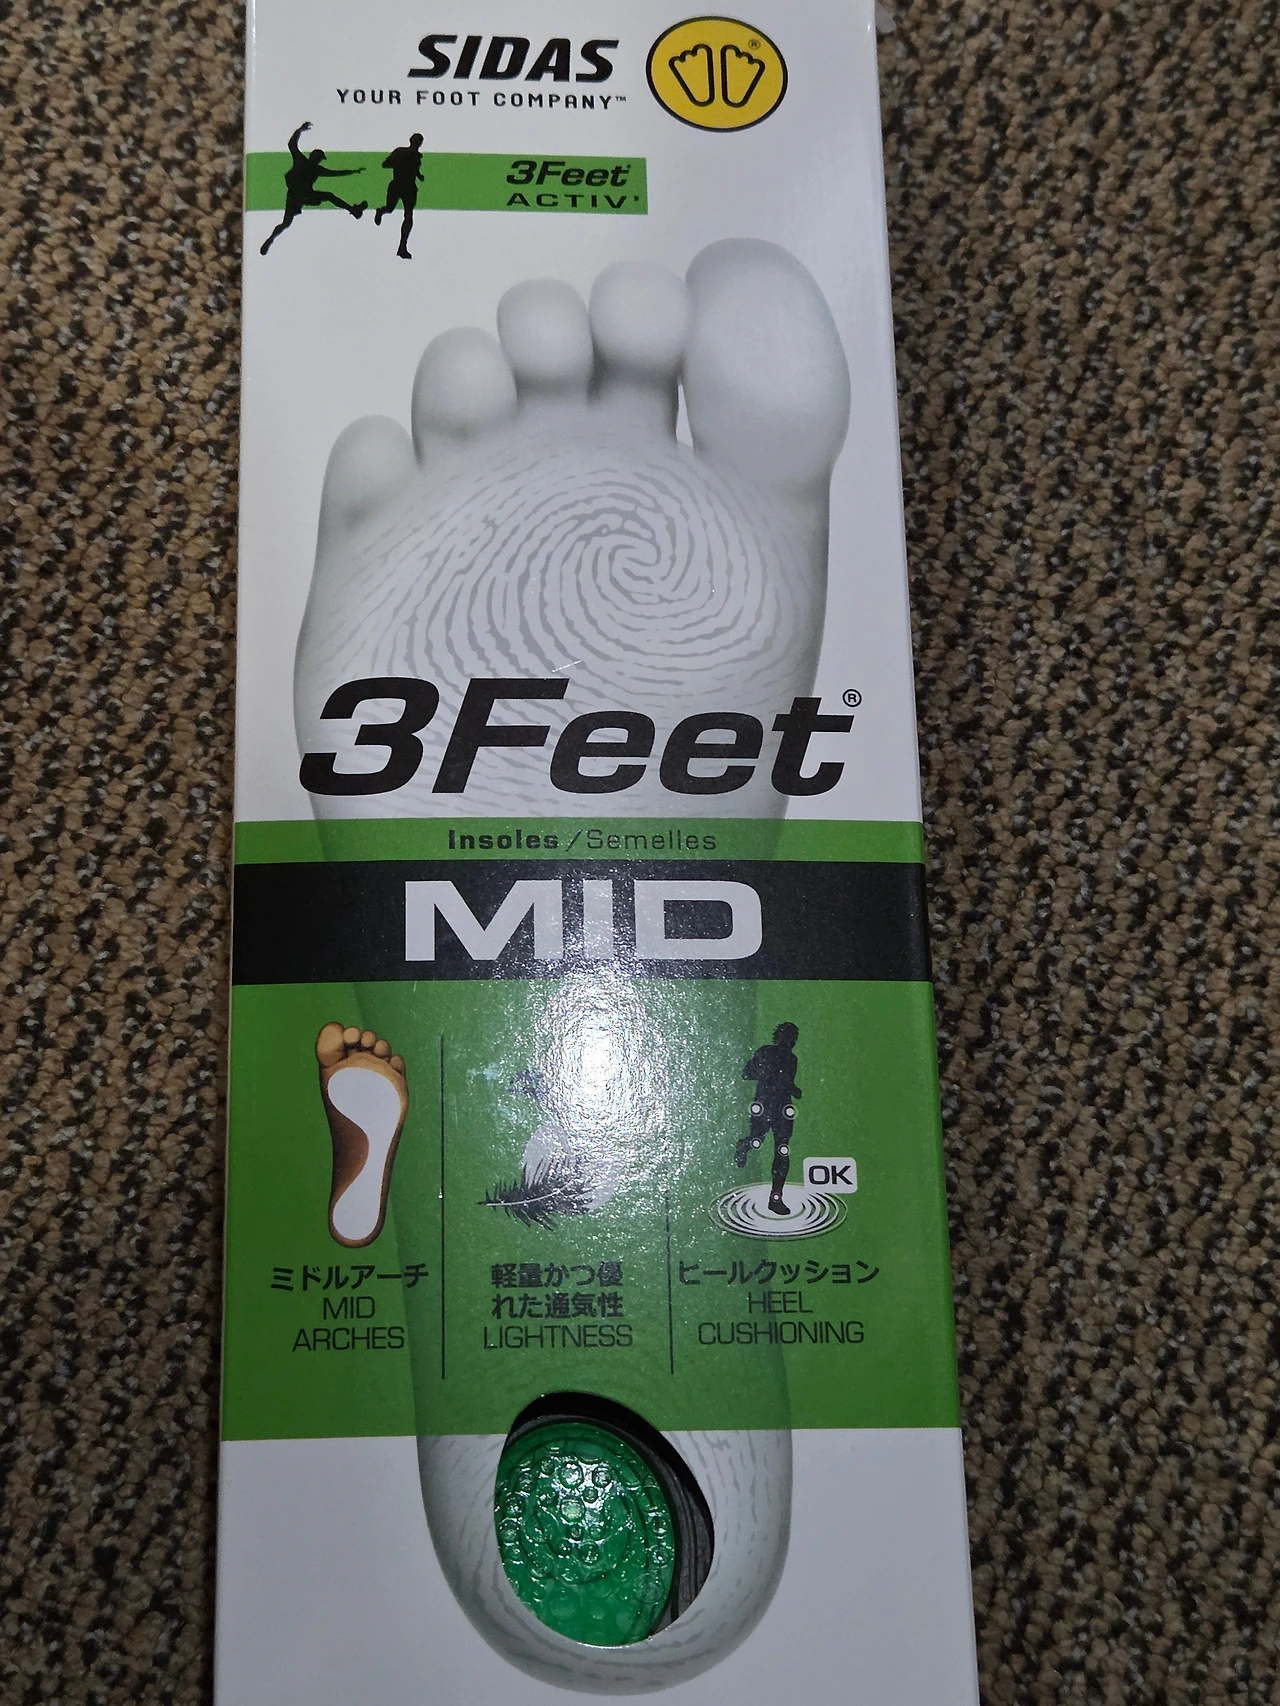 SIDAS
YOUR FOOT COMPANY™
®
3Feet®
ACTIV'
3Feet®
Insoles / Semelles
MID
OK
ミドルアーチ
MID
ARCHES
軽量かつ優
れた通気性
LIGHTNESS
ヒールクッション
HEEL
CUSHIONING